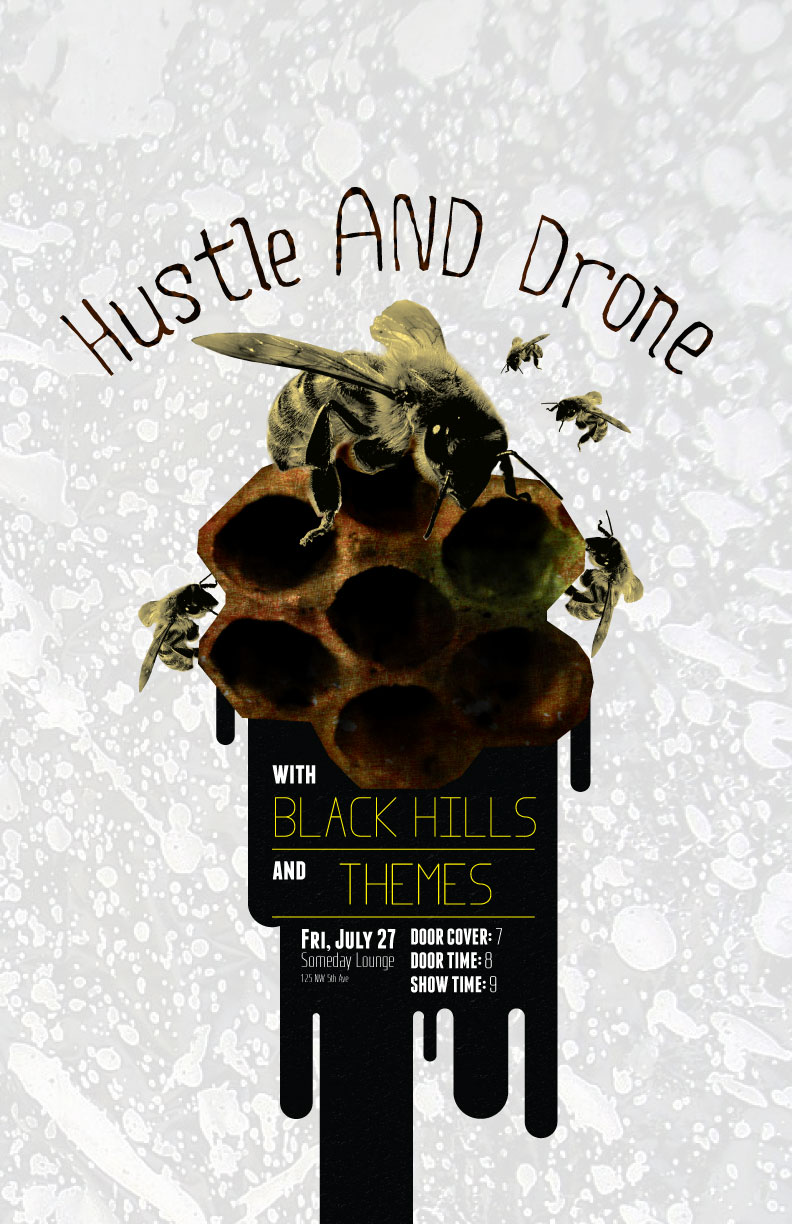 Hustle AND Drone
WITH
BLACK HILLS
AND THEMES
FRI, JULY 27
Someday Lounge
125 NW 5th Ave
DOOR COVER: 7
DOOR TIME: 8
SHOW TIME: 9